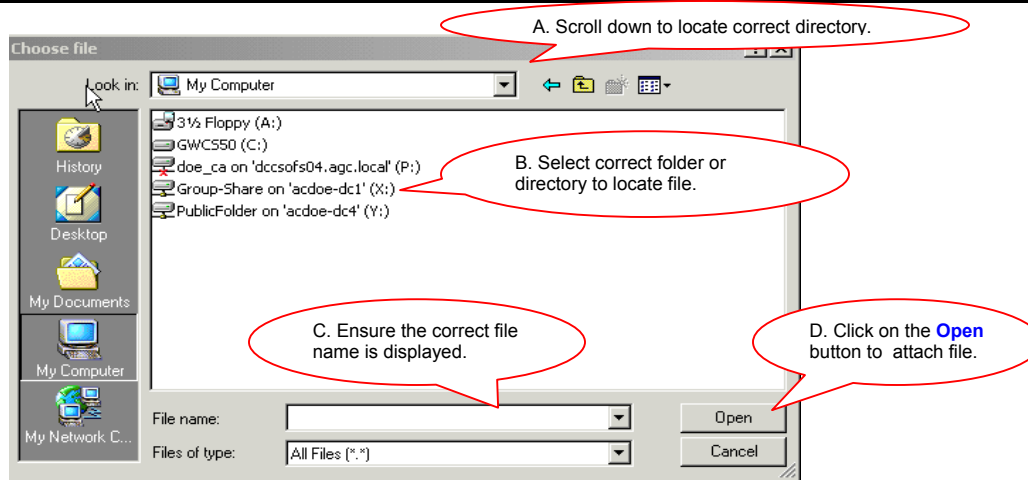 A. Scroll down to locate correct directory.
Choose file
Look in:
My Computer
3½ Floppy (A:)
GWCS50 (C:)
doe_ca on 'dccsofs04.agc.local' (P:)
Group-Share on 'acdoe-dc1' (X:)
PublicFolder on 'acdoe-dc4' (Y:)
B. Select correct folder or
directory to locate file.
History
Desktop
My Documents
My Computer
My Network C...
C. Ensure the correct file
name is displayed.
D. Click on the Open
button to attach file.
File name:
Open
Files of type:
All Files (*.*)
Cancel